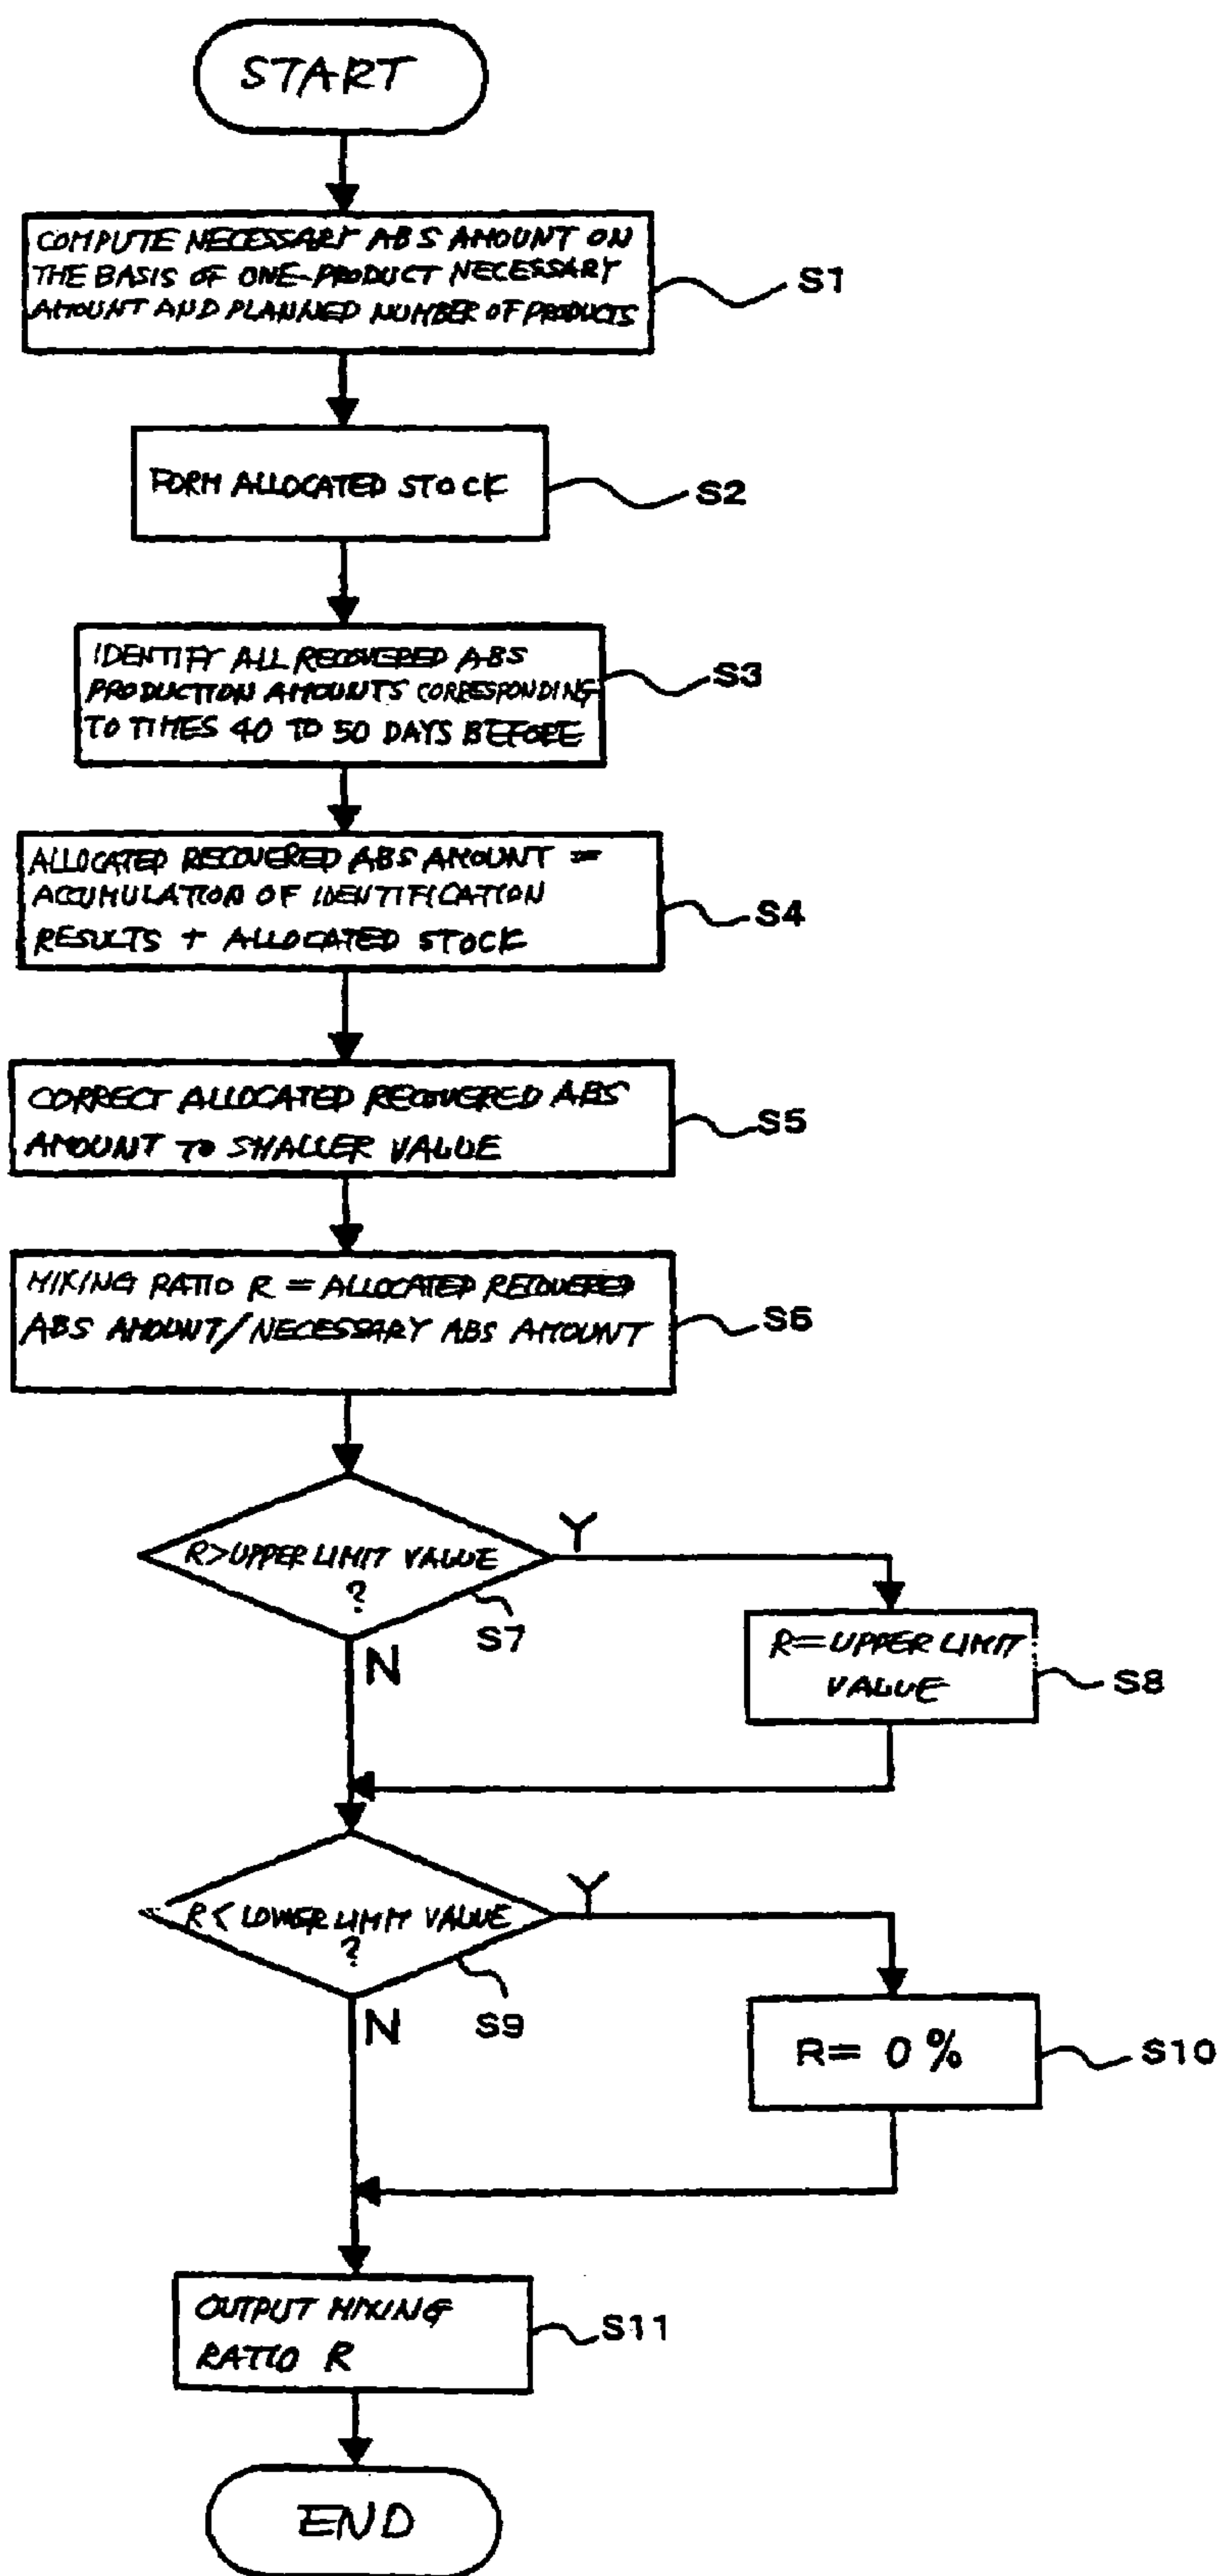 START
COMPUTE NECESSARY ABS AMOUNT ON
THE BASIS OF ONE-PRODUCT NECESSARY
AMOUNT AND PLANNED NUMBER OF PRODUCTS
S1
FORM ALLOCATED STOCK
S2
IDENTIFY ALL RECOVERED ABS
PRODUCTION AMOUNTS CORRESPONDING
TO TIMES 40 TO 50 DAYS BEFORE
S3
ALLOCATED RECOVERED ABS AMOUNT =
ACCUMULATION OF IDENTIFICATION
RESULTS + ALLOCATED STOCK
S4
CORRECT ALLOCATED RECOVERED ABS
AMOUNT TO SMALLER VALUE
S5
MIXING RATIO R = ALLOCATED RECOVERED
ABS AMOUNT/NECESSARY ABS AMOUNT
S6
R>UPPER LIMIT VALUE
?
Y
S7
N
R=UPPER LIMIT
VALUE
S8
R< LOWER LIMIT VALUE
?
Y
S9
N
R= 0%
S10
OUTPUT MIXING
RATIO R
S11
END